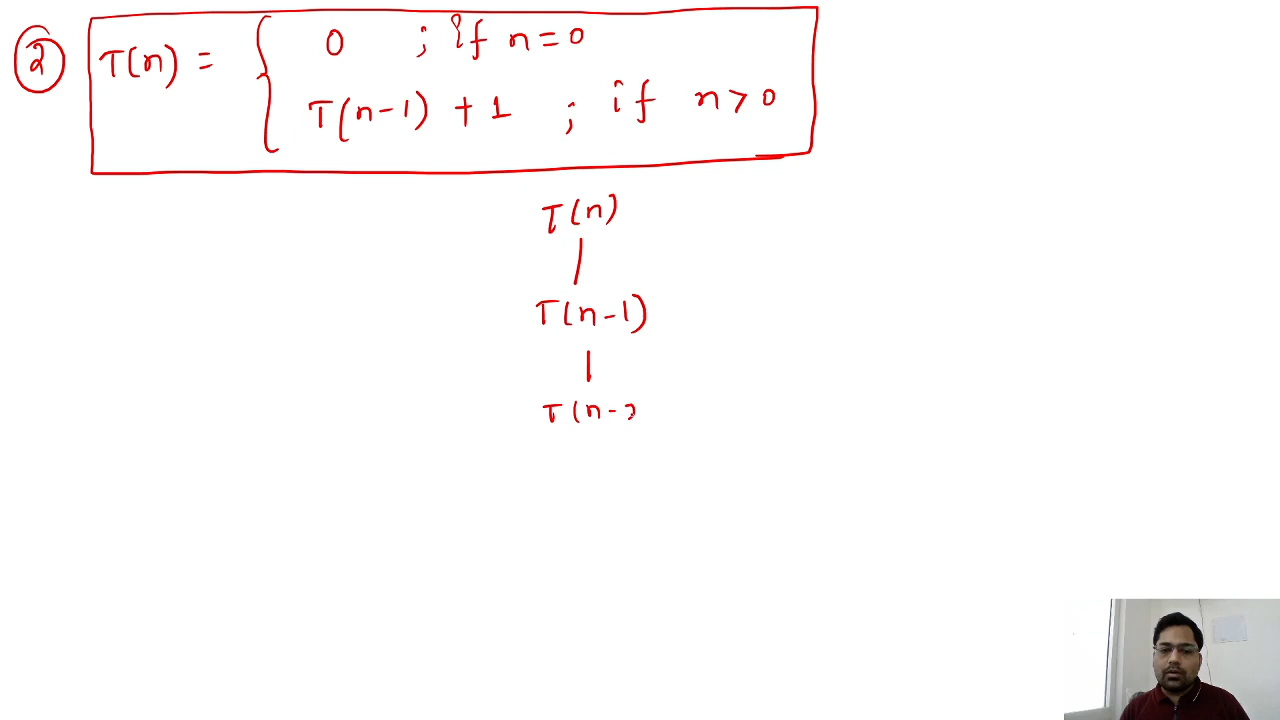 2
T(n) = { 0 ; if n=0
T(n-1) + 1 ; if n>0
T(n)
T(n-1)
T(n-